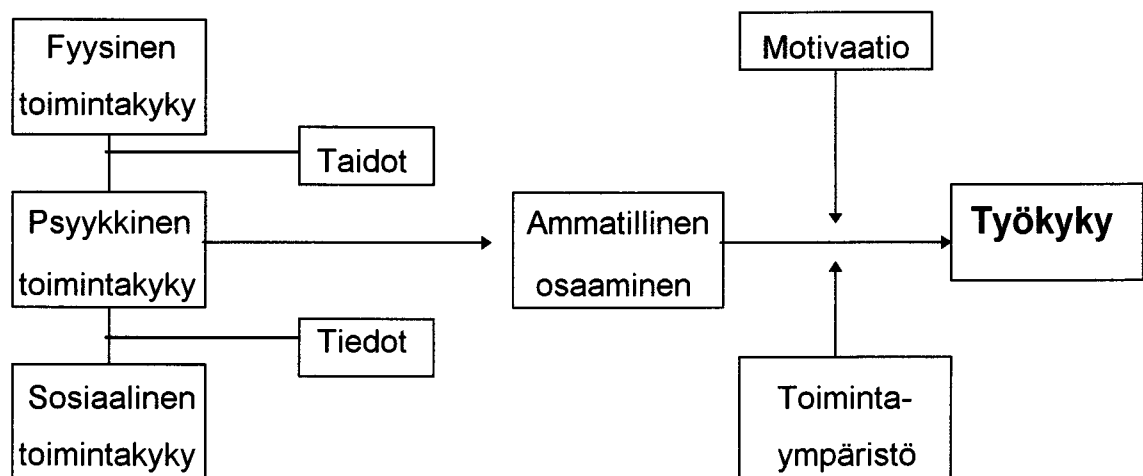 Fyysinen
toimintakyky
Motivaatio
Taidot
Psyykkinen
toimintakyky
Ammatillinen
osaaminen
Työkyky
Tiedot
Sosiaalinen
toimintakyky
Toiminta-
ympäristö